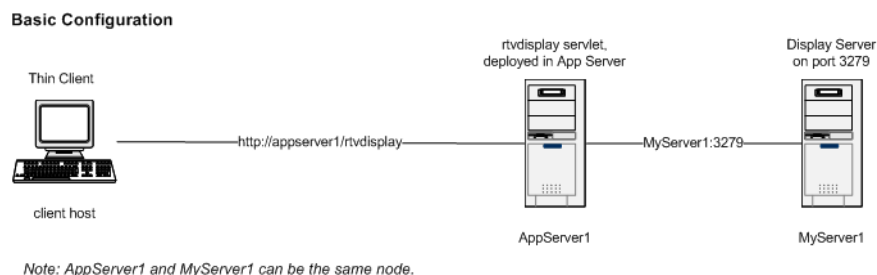 Basic Configuration
rtvdisplay servlet,
deployed in App Server
Display Server
on port 3279
Thin Client
http://appserver1/rtvdisplay
MyServer1:3279
client host
AppServer1
MyServer1
Note: AppServer1 and MyServer1 can be the same node.